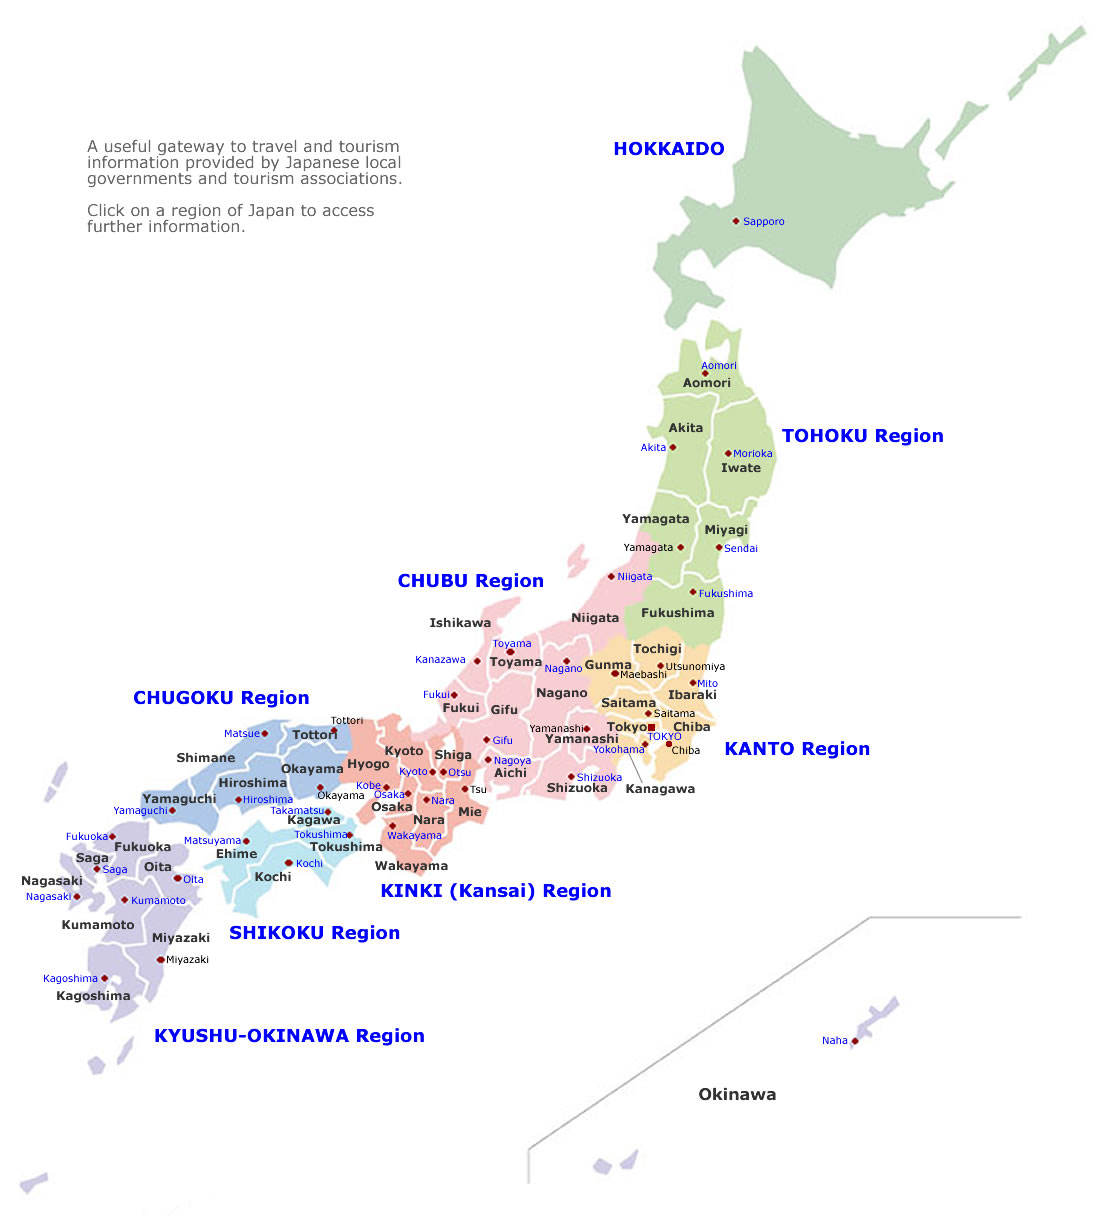 A useful gateway to travel and tourism
information provided by Japanese local
governments and tourism associations.
Click on a region of Japan to access
further information.
HOKKAIDO
Sapporo
Aomori
Aomori
Akita
TOHOKU Region
Akita
Morioka
Iwate
Yamagata
Miyagi
Yamagata
Sendai
CHUBU Region
Niigata
Fukushima
Ishikawa
Niigata
Fukushima
Toyama
Tochigi
Kanazawa
Toyama
Nagano
Gunma
Utsunomiya
Maebashi
Mito
CHUGOKU Region
Fukui
Nagano
Ibaraki
Fukui
Gifu
Saitama
Saitama
Tottori
Matsue
Tottori
Yamanashi
Tokyo
Chiba
TOKYO
Gifu
Yamanashi
Yokohama
Chiba
KANTO Region
Shimane
Kyoto
Shiga
Nagoya
Hyogo
Okayama
Kyoto
Otsu
Aichi
Shizuoka
Hiroshima
Kobe
Tsu
Shizuoka
Kanagawa
Okayama
Osaka
Yamaguchi
Hiroshima
Nara
Osaka
Mie
Yamaguchi
Takamatsu
Kagawa
Nara
Fukuoka
Tokushima
Wakayama
Matsuyama
Fukuoka
Tokushima
Saga
Ehime
Oita
Kochi
Wakayama
Saga
Kochi
Nagasaki
Oita
KINKI (Kansai) Region
Nagasaki
Kumamoto
Kumamoto
SHIKOKU Region
Miyazaki
Miyazaki
Kagoshima
Kagoshima
KYUSHU-OKINAWA Region
Naha
Okinawa